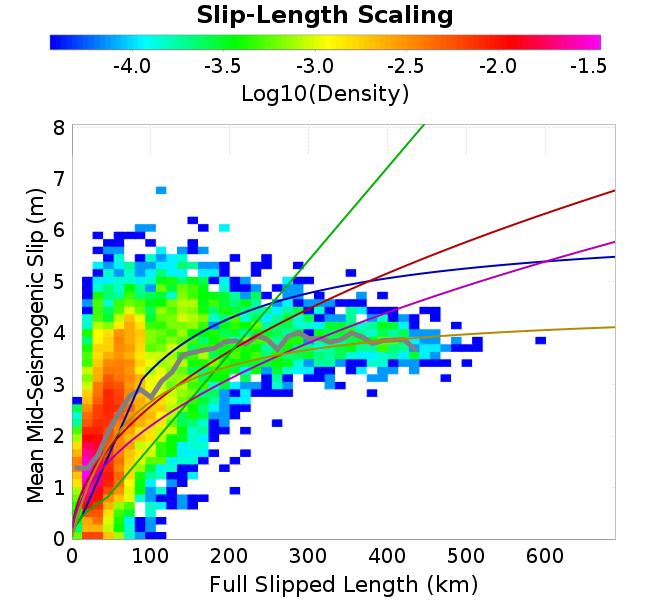 Slip-Length Scaling
-4.0 -3.5 -3.0 -2.5 -2.0 -1.5
Log10(Density)
8
7
6
5
4
3
2
1
0
Mean Mid-Seismogenic Slip (m)
0 100 200 300 400 500 600
Full Slipped Length (km)